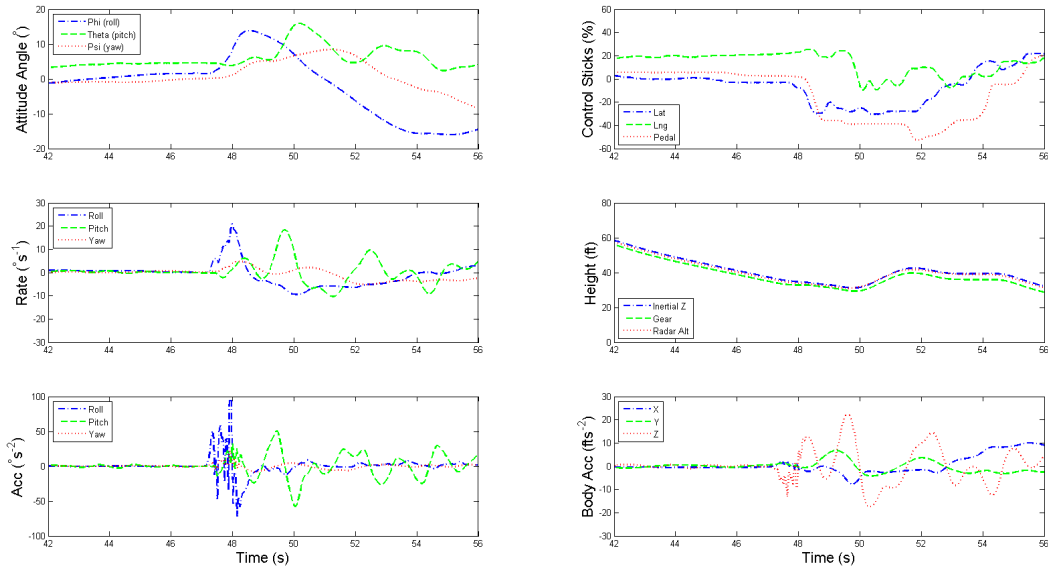 Attitude Angle (°)
20
10
0
-10
-20
Phi (roll)
Theta (pitch)
Psi (yaw)
42 44 46 48 50 52 54 56
Control Sticks (%)
60
40
20
0
-20
-40
-60
Lat
Lng
Pedal
42 44 46 48 50 52 54 56
Rate (°s⁻¹)
30
20
10
0
-10
-20
-30
Roll
Pitch
Yaw
42 44 46 48 50 52 54 56
Height (ft)
80
60
40
20
0
Inertial Z
Gear
Radar Alt
42 44 46 48 50 52 54 56
Acc (°s⁻²)
100
50
0
-50
-100
Roll
Pitch
Yaw
42 44 46 48 50 52 54 56
Time (s)
Body Acc (fts⁻²)
30
20
10
0
-10
-20
-30
X
Y
Z
42 44 46 48 50 52 54 56
Time (s)